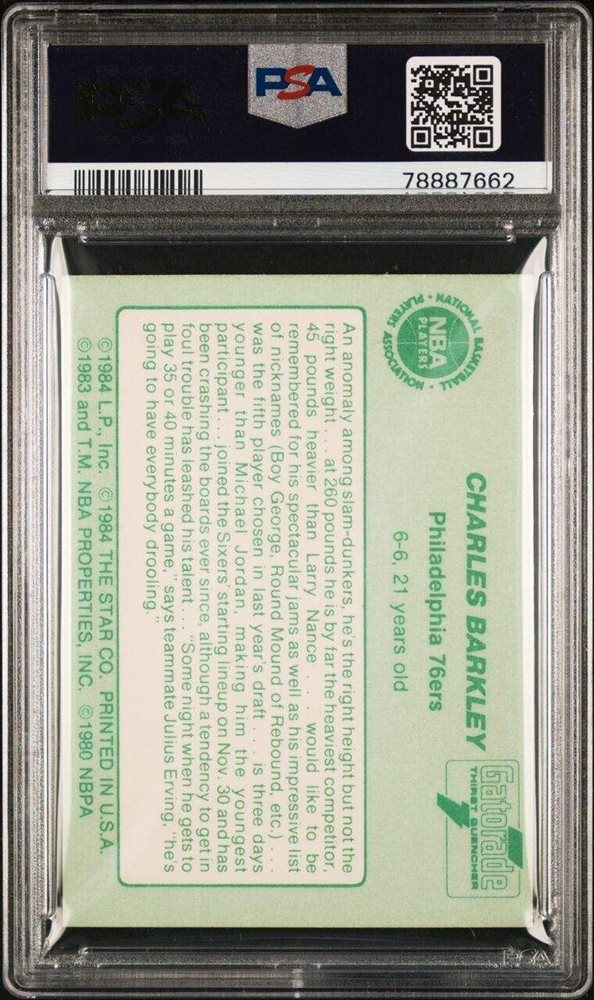 PSA
78887662
NATIONAL BASKETBALL PLAYERS ASSOCIATION
NBA
PLAYERS
CHARLES BARKLEY
Philadelphia 76ers
6-6, 21 years old
Gatorade
THIRST QUENCHER
An anomaly among slam-dunkers, he's the right height but not the
right weight . . . at 260 pounds he is by far the heaviest competitor,
45 pounds heavier than Larry Nance . . . would like to be
remembered for his spectacular jams as well as his impressive list
of nicknames (Boy George, Round Mound of Rebound, etc.) . . .
was the fifth player chosen in last year's draft . . . is three days
younger than Michael Jordan, making him the youngest
participant . . . joined the Sixers' starting lineup on Nov. 30 and has
been crashing the boards ever since, although a tendency to get in
foul trouble has leashed his talent . . . "Some night when he gets to
play 35 or 40 minutes a game," says teammate Julius Erving, "he's
going to have everybody drooling."
©1984 L.P., Inc. ©1984 THE STAR CO. PRINTED IN U.S.A.
©1983 and T.M. NBA PROPERTIES, INC. ©1980 NBPA
PSA